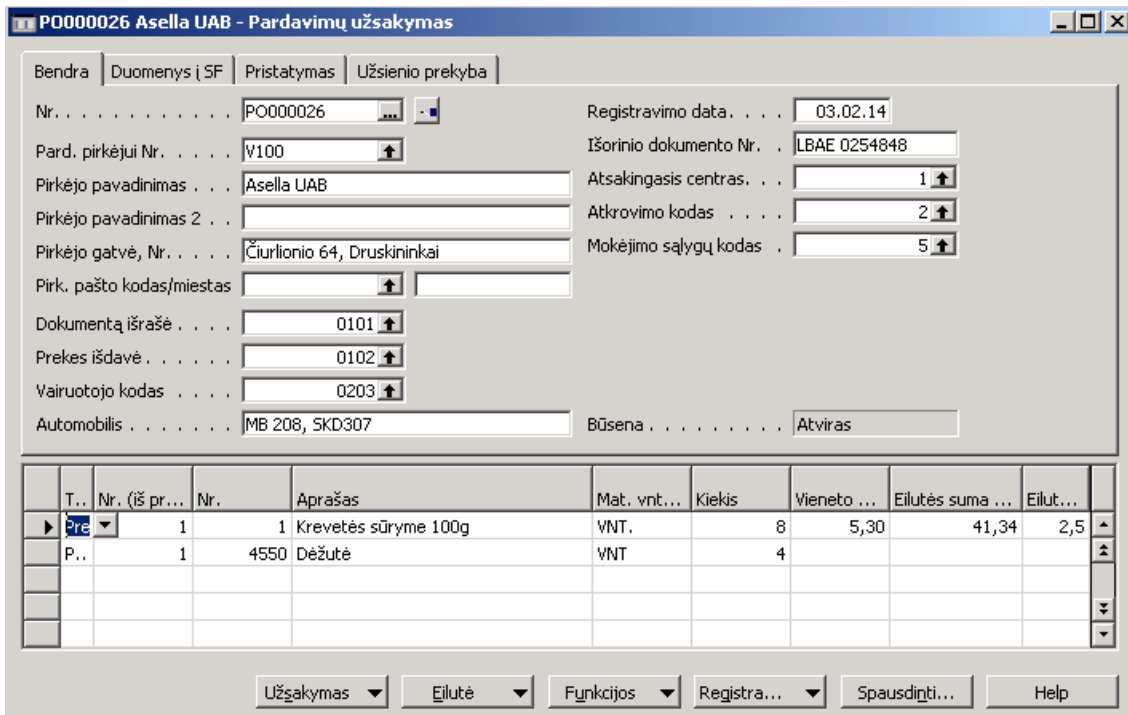 PO000026 Asella UAB - Pardavimų užsakymas
Bendra Duomenys į SF Pristatymas Užsienio prekyba
Nr. . . . . . . . . . . . PO000026 ... Registravimo data. . . . 03.02.14
Pard. pirkėjui Nr. . . . . V100 Išorinio dokumento Nr. . LBAE 0254848
Pirkėjo pavadinimas . . . Asella UAB Atsakingasis centras. . . 1
Pirkėjo pavadinimas 2 . . Atkrovimo kodas . . . . 2
Pirkėjo gatvė, Nr. . . . . Čiurlionio 64, Druskininkai Mokėjimo sąlygų kodas . 5
Pirk. pašto kodas/miestas
Dokumentą išrašė . . . . 0101
Prekes išdavė . . . . . . 0102
Vairuotojo kodas . . . . 0203
Automobilis . . . . . . . MB 208, SKD307 Būsena . . . . . . . . . Atviras
T.. Nr. (iš pr... Nr. Aprašas Mat. vnt... Kiekis Vieneto ... Eilutės suma ... Eilut...
Pre 1 1 Krevetės sūryme 100g VNT. 8 5,30 41,34 2,5
P.. 1 4550 Dėžutė VNT 4
Užsakymas Eilutė Funkcijos Registra... Spausdinti... Help